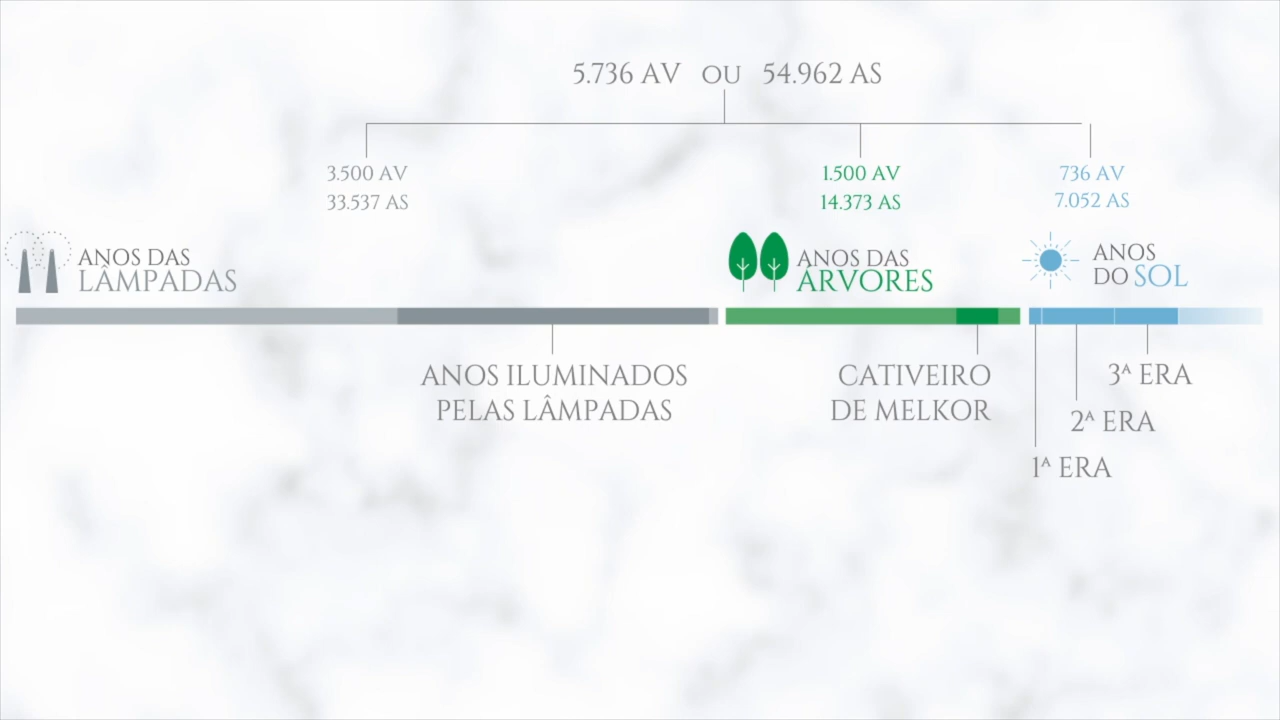 5.736 AV OU 54.962 AS
3.500 AV
33.537 AS
1.500 AV
14.373 AS
736 AV
7.052 AS
ANOS DAS
LÂMPADAS
ANOS DAS
ÁRVORES
ANOS
DO SOL
ANOS ILUMINADOS
PELAS LÂMPADAS
CATIVEIRO
DE MELKOR
3ª ERA
2ª ERA
1ª ERA